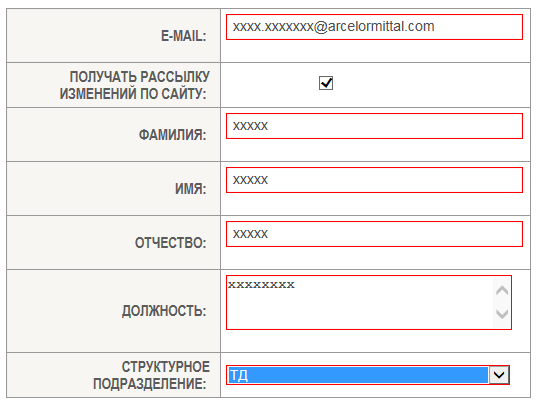 E-MAIL: xxxx.xxxxxxx@arcelormittal.com
ПОЛУЧАТЬ РАССЫЛКУ
ИЗМЕНЕНИЙ ПО САЙТУ:
ФАМИЛИЯ: xxxxx
ИМЯ: xxxxx
ОТЧЕСТВО: xxxxx
ДОЛЖНОСТЬ: xxxxxxxx
СТРУКТУРНОЕ
ПОДРАЗДЕЛЕНИЕ: ТД